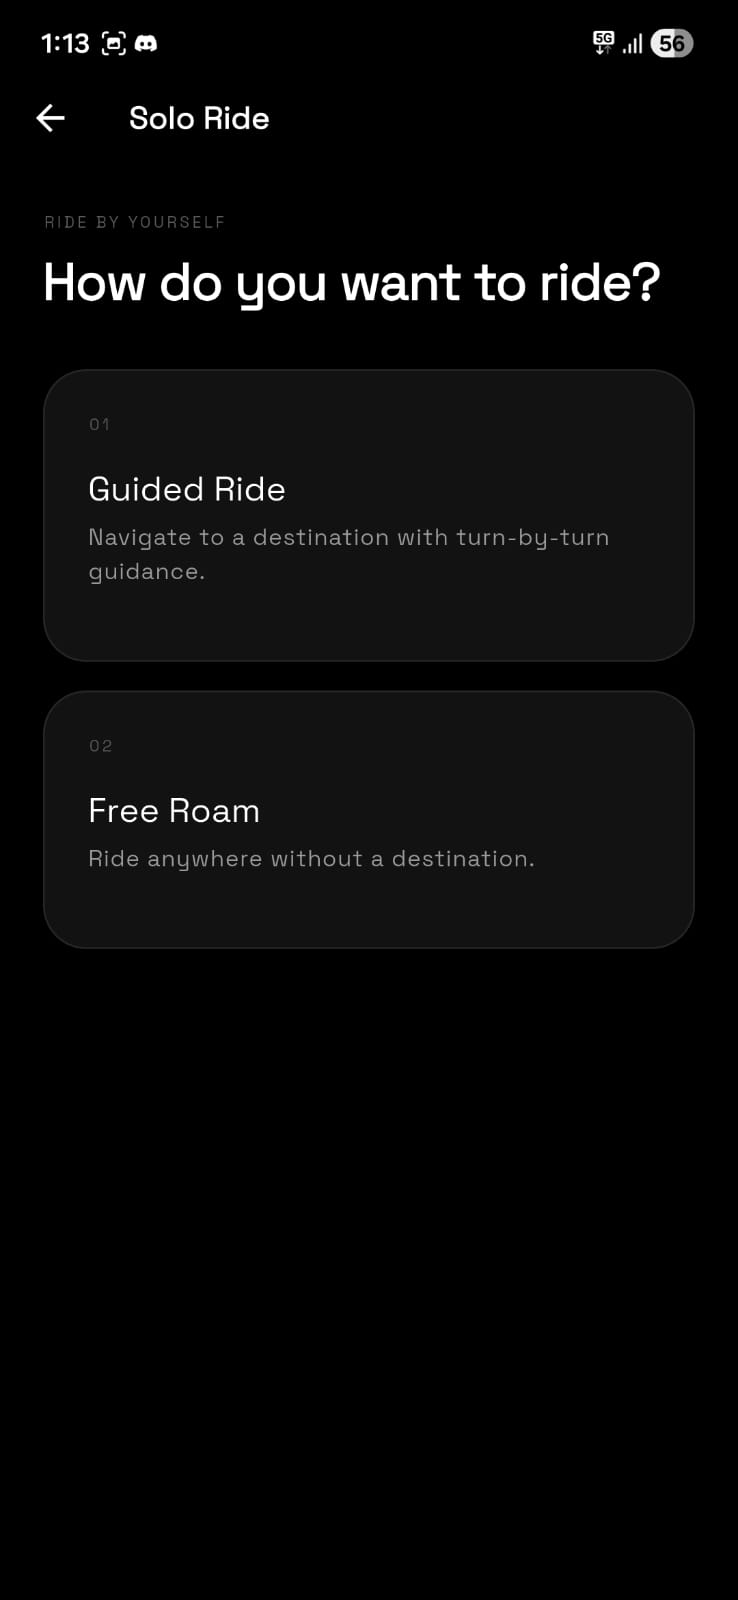 1:13
5G
56
Solo Ride
RIDE BY YOURSELF
How do you want to ride?
01
Guided Ride
Navigate to a destination with turn-by-turn
guidance.
02
Free Roam
Ride anywhere without a destination.